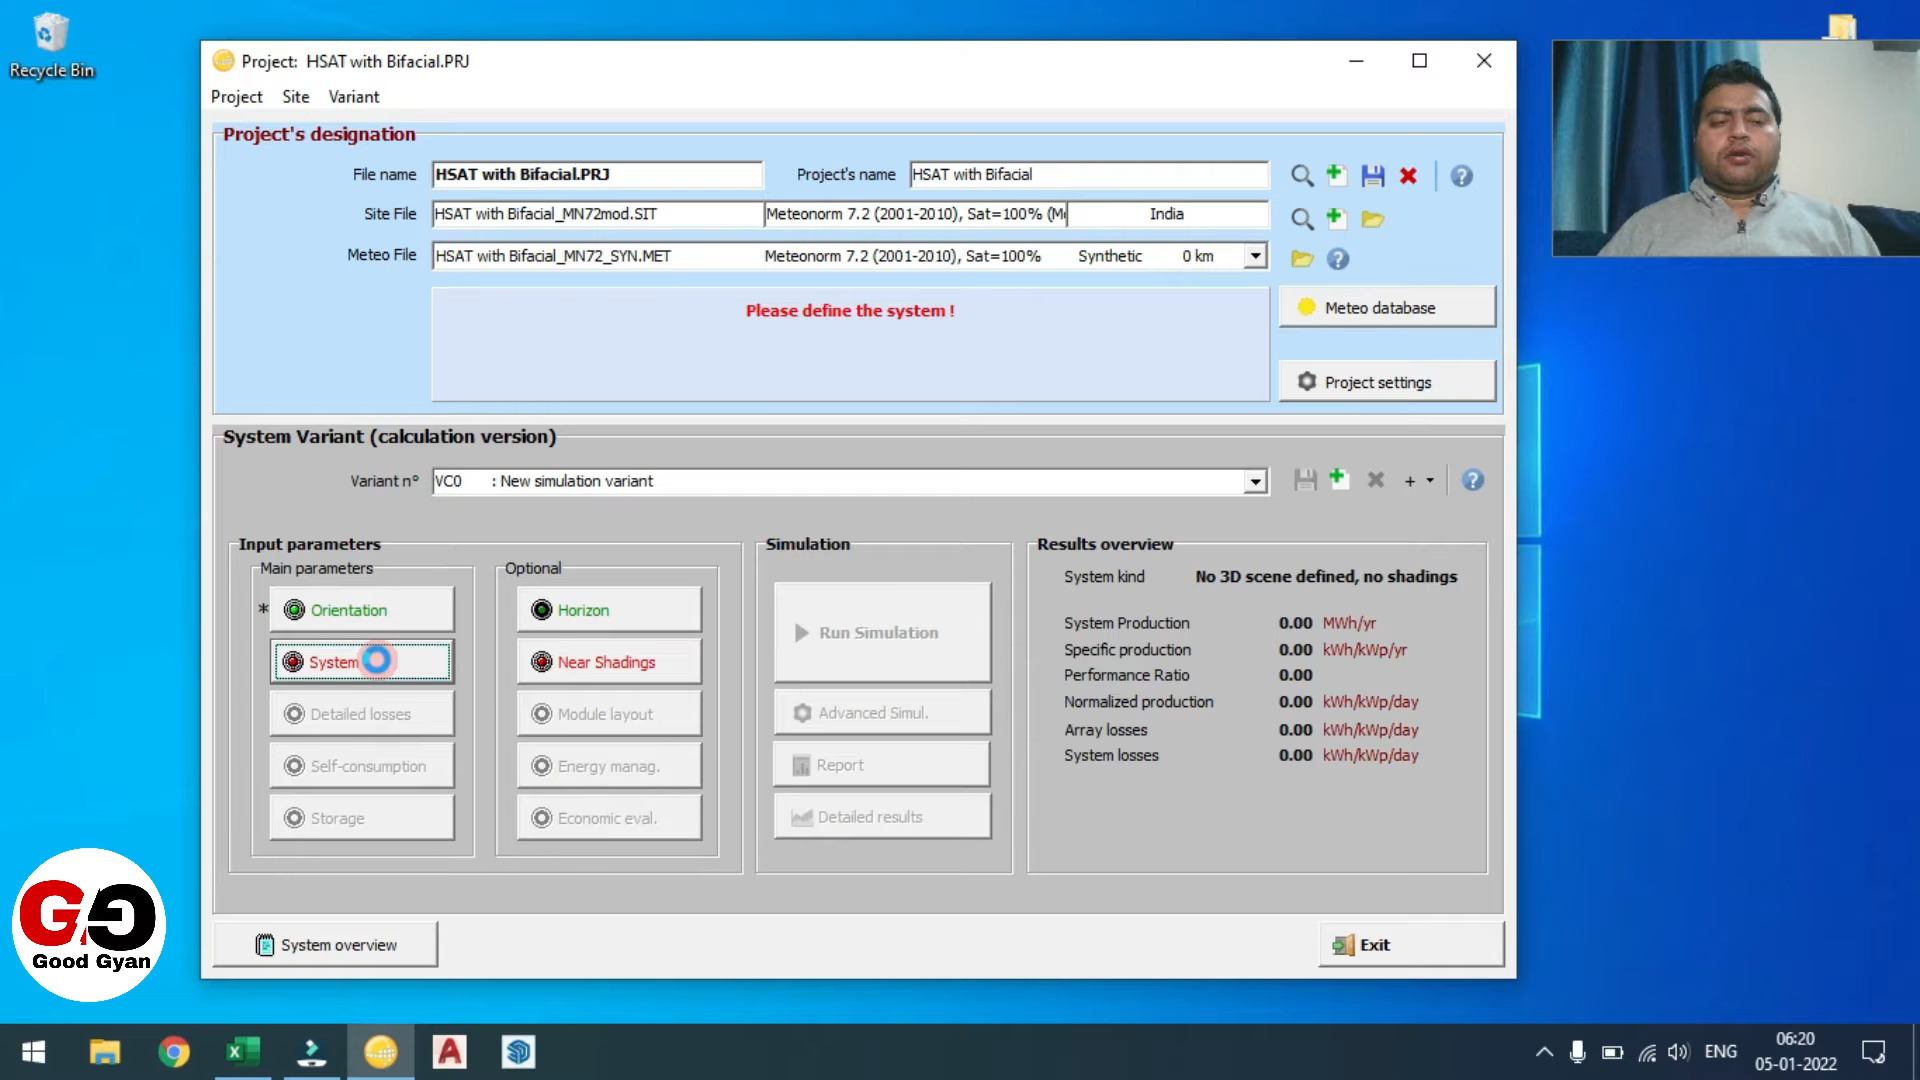 Recycle Bin
Project: HSAT with Bifacial.PRJ
Project Site Variant
Project's designation
File name HSAT with Bifacial.PRJ Project's name HSAT with Bifacial
Site File HSAT with Bifacial_MN72mod.SIT Meteonorm 7.2 (2001-2010), Sat=100% (M India
Meteo File HSAT with Bifacial_MN72_SYN.MET Meteonorm 7.2 (2001-2010), Sat=100% Synthetic 0 km
Please define the system !
Meteo database
Project settings
System Variant (calculation version)
Variant n° VC0 : New simulation variant
Input parameters
Main parameters
* Orientation
System
Detailed losses
Self-consumption
Storage
Optional
Horizon
Near Shadings
Module layout
Energy manag.
Economic eval.
Simulation
Run Simulation
Advanced Simul.
Report
Detailed results
Results overview
System kind No 3D scene defined, no shadings
System Production 0.00 MWh/yr
Specific production 0.00 kWh/kWp/yr
Performance Ratio 0.00
Normalized production 0.00 kWh/kWp/day
Array losses 0.00 kWh/kWp/day
System losses 0.00 kWh/kWp/day
System overview
Exit
GG
Good Gyan
ENG
06:20
05-01-2022